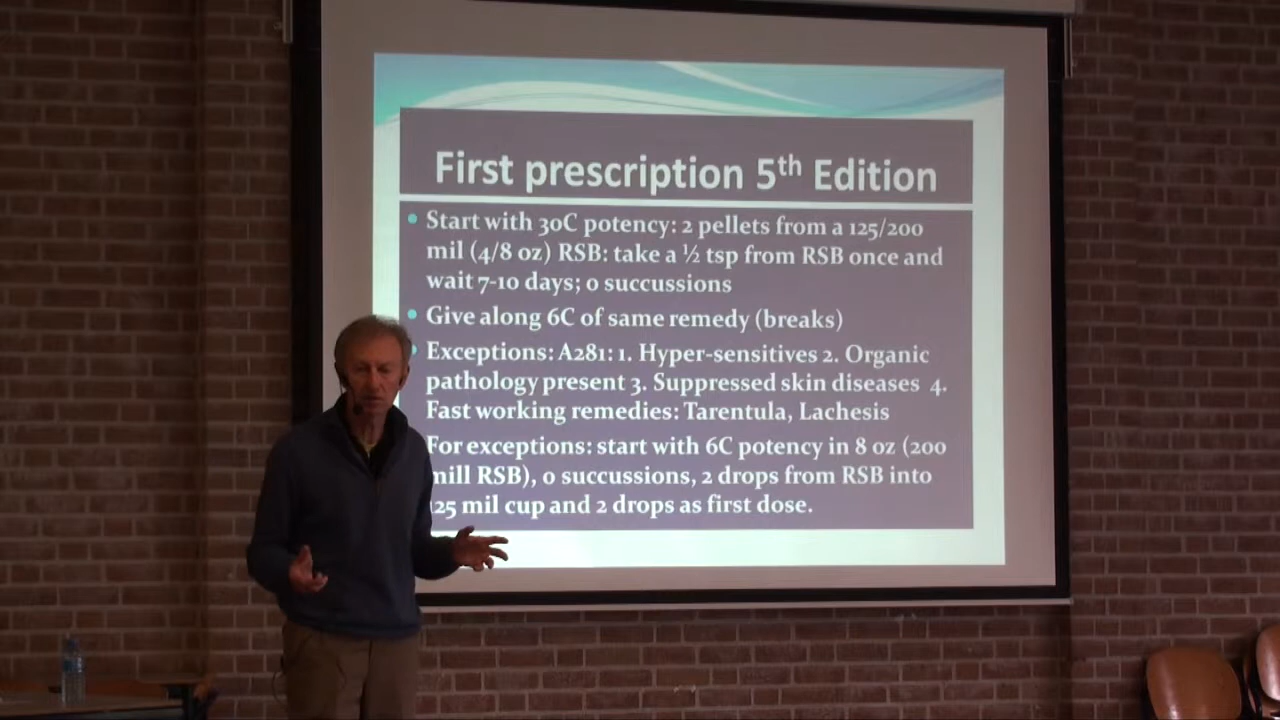 First prescription 5th Edition
Start with 30C potency: 2 pellets from a 125/200
mil (4/8 oz) RSB: take a ½ tsp from RSB once and
wait 7-10 days; 0 succussions
Give along 6C of same remedy (breaks)
Exceptions: A281: 1. Hyper-sensitives 2. Organic
pathology present 3. Suppressed skin diseases 4.
Fast working remedies: Tarentula, Lachesis
For exceptions: start with 6C potency in 8 oz (200
mill RSB), 0 succussions, 2 drops from RSB into
125 mil cup and 2 drops as first dose.